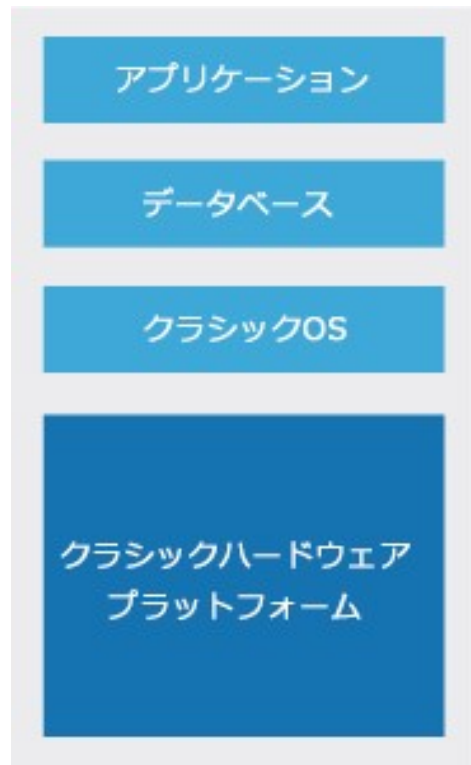 アプリケーション
データベース
クラシックOS
クラシックハードウェア
プラットフォーム